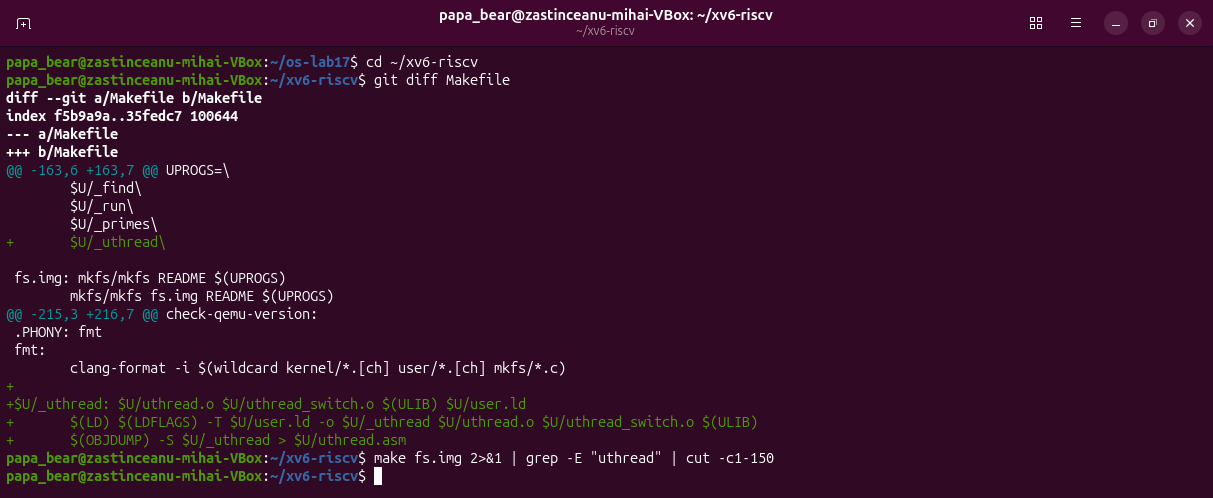 papa_bear@zastinceanu-mihai-VBox: ~/xv6-riscv
~/xv6-riscv
papa_bear@zastinceanu-mihai-VBox:~/os-lab17$ cd ~/xv6-riscv
papa_bear@zastinceanu-mihai-VBox:~/xv6-riscv$ git diff Makefile
diff --git a/Makefile b/Makefile
index f5b9a9a..35fedc7 100644
--- a/Makefile
+++ b/Makefile
@@ -163,6 +163,7 @@ UPROGS=\
        $U/_find\
        $U/_run\
        $U/_primes\
+       $U/_uthread\
 fs.img: mkfs/mkfs README $(UPROGS)
        mkfs/mkfs fs.img README $(UPROGS)
@@ -215,3 +216,7 @@ check-qemu-version:
 .PHONY: fmt
 fmt:
        clang-format -i $(wildcard kernel/*.[ch] user/*.[ch] mkfs/*.c)
+
+$U/_uthread: $U/uthread.o $U/uthread_switch.o $(ULIB) $U/user.ld
+       $(LD) $(LDFLAGS) -T $U/user.ld -o $U/_uthread $U/uthread.o $U/uthread_switch.o $(ULIB)
+       $(OBJDUMP) -S $U/_uthread > $U/uthread.asm
papa_bear@zastinceanu-mihai-VBox:~/xv6-riscv$ make fs.img 2>&1 | grep -E "uthread" | cut -c1-150
papa_bear@zastinceanu-mihai-VBox:~/xv6-riscv$